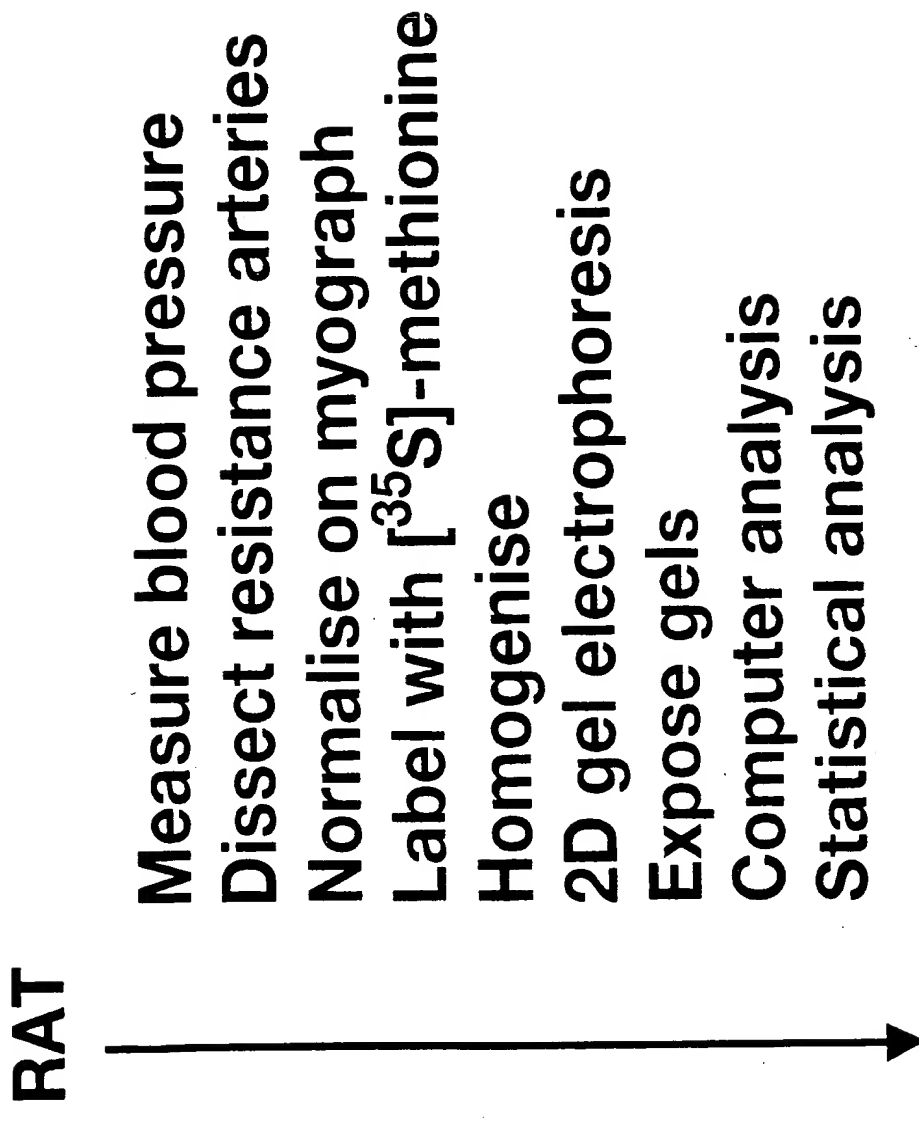 RAT
Measure blood pressure
Dissect resistance arteries
Normalise on myograph
Label with [³⁵S]-methionine
Homogenise
2D gel electrophoresis
Expose gels
Computer analysis
Statistical analysis